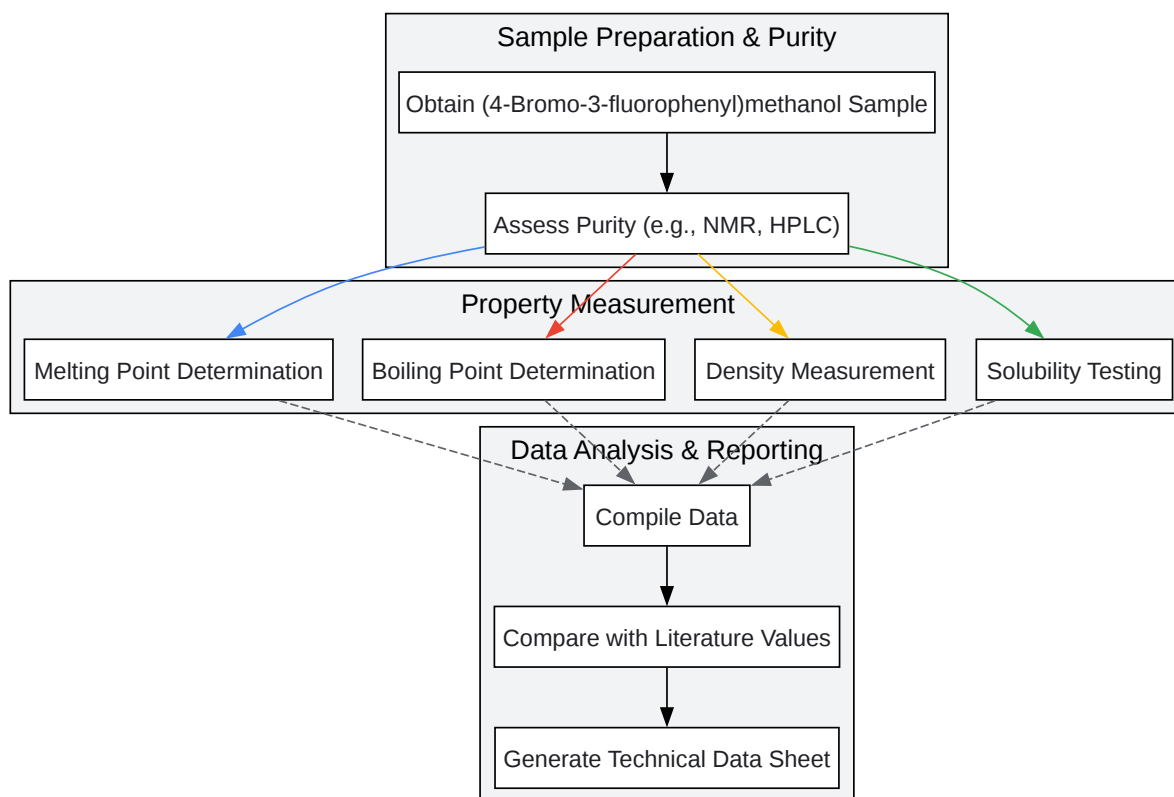 Sample Preparation & Purity
Obtain (4-Bromo-3-fluorophenyl)methanol Sample
Assess Purity (e.g., NMR, HPLC)
Property Measurement
Melting Point Determination
Boiling Point Determination
Density Measurement
Solubility Testing
Data Analysis & Reporting
Compile Data
Compare with Literature Values
Generate Technical Data Sheet